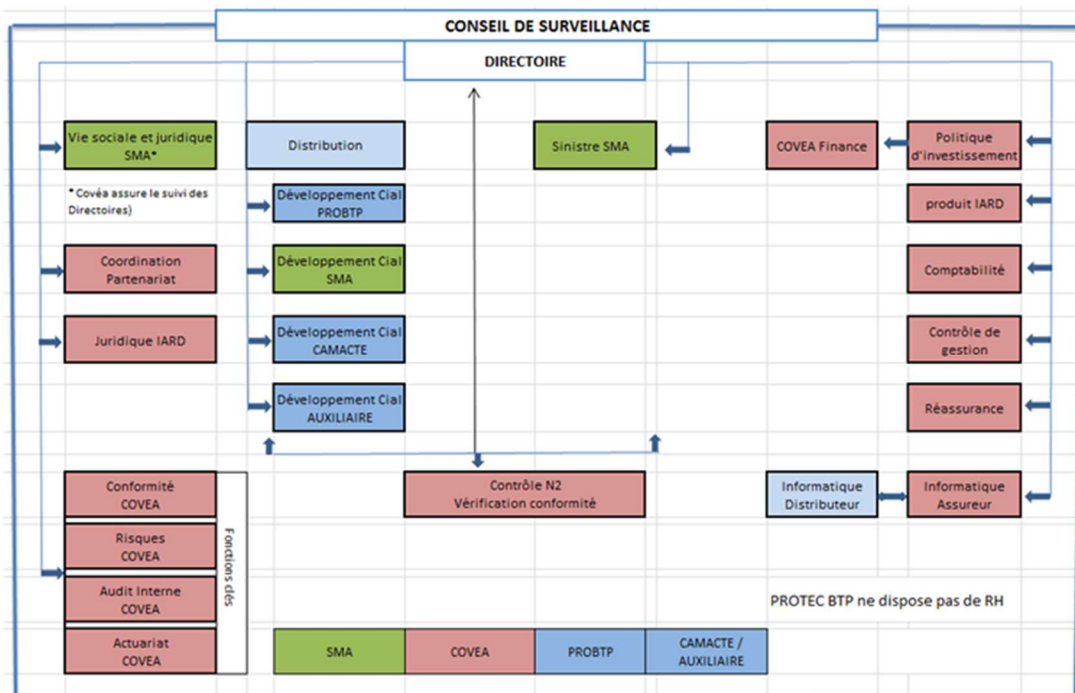 CONSEIL DE SURVEILLANCE
DIRECTOIRE
Vie sociale et juridique
SMA*
Distribution
Sinistre SMA
COVEA Finance
Politique
d'investissement
* Covéa assure le suivi des
Directoires)
Développement Cial
PROBTP
produit IARD
Coordination
Partenariat
Développement Cial
SMA
Comptabilité
Juridique IARD
Développement Cial
CAMACTE
Contrôle de
gestion
Développement Cial
AUXILIAIRE
Réassurance
Conformité
COVEA
Contrôle N2
Vérification conformité
Informatique
Distributeur
Informatique
Assureur
Risques
COVEA
Fonctions clés
Audit Interne
COVEA
PROTEC BTP ne dispose pas de RH
Actuariat
COVEA
SMA
COVEA
PROBTP
CAMACTE /
AUXILIAIRE